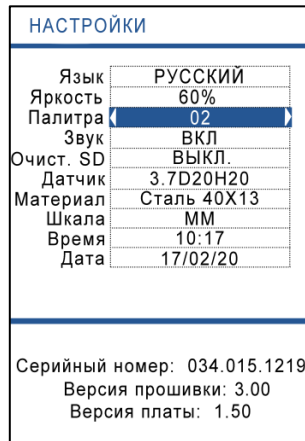 НАСТРОЙКИ
Язык РУССКИЙ
Яркость 60%
Палитра 02
Звук ВКЛ
Очист. SD ВЫКЛ.
Датчик 3.7D20H20
Материал Сталь 40Х13
Шкала ММ
Время 10:17
Дата 17/02/20
Серийный номер: 034.015.1219
Версия прошивки: 3.00
Версия платы: 1.50